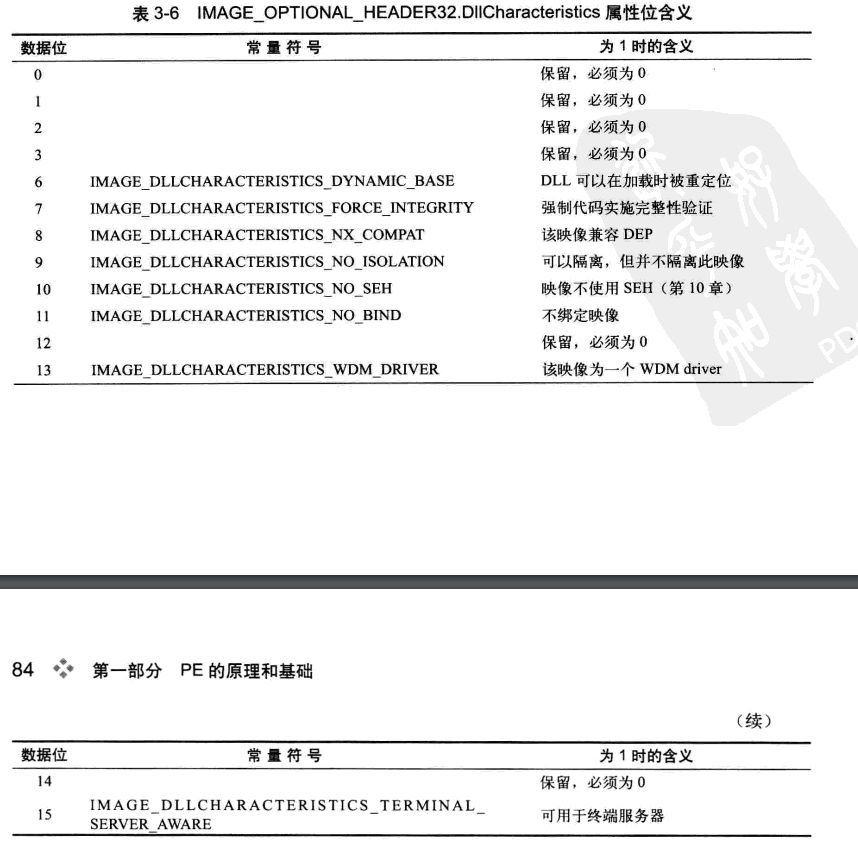 表 3-6 IMAGE_OPTIONAL_HEADER32.DllCharacteristics 属性位含义
数据位 常量符号 为 1 时的含义
0 保留，必须为 0
1 保留，必须为 0
2 保留，必须为 0
3 保留，必须为 0
6 IMAGE_DLLCHARACTERISTICS_DYNAMIC_BASE DLL 可以在加载时被重定位
7 IMAGE_DLLCHARACTERISTICS_FORCE_INTEGRITY 强制代码实施完整性验证
8 IMAGE_DLLCHARACTERISTICS_NX_COMPAT 该映像兼容 DEP
9 IMAGE_DLLCHARACTERISTICS_NO_ISOLATION 可以隔离，但并不隔离此映像
10 IMAGE_DLLCHARACTERISTICS_NO_SEH 映像不使用 SEH（第 10 章）
11 IMAGE_DLLCHARACTERISTICS_NO_BIND 不绑定映像
12 保留，必须为 0
13 IMAGE_DLLCHARACTERISTICS_WDM_DRIVER 该映像为一个 WDM driver
PD
84 第一部分 PE 的原理和基础
（续）
数据位 常量符号 为 1 时的含义
14 保留，必须为 0
15 IMAGE_DLLCHARACTERISTICS_TERMINAL_ 可用于终端服务器
SERVER_AWARE